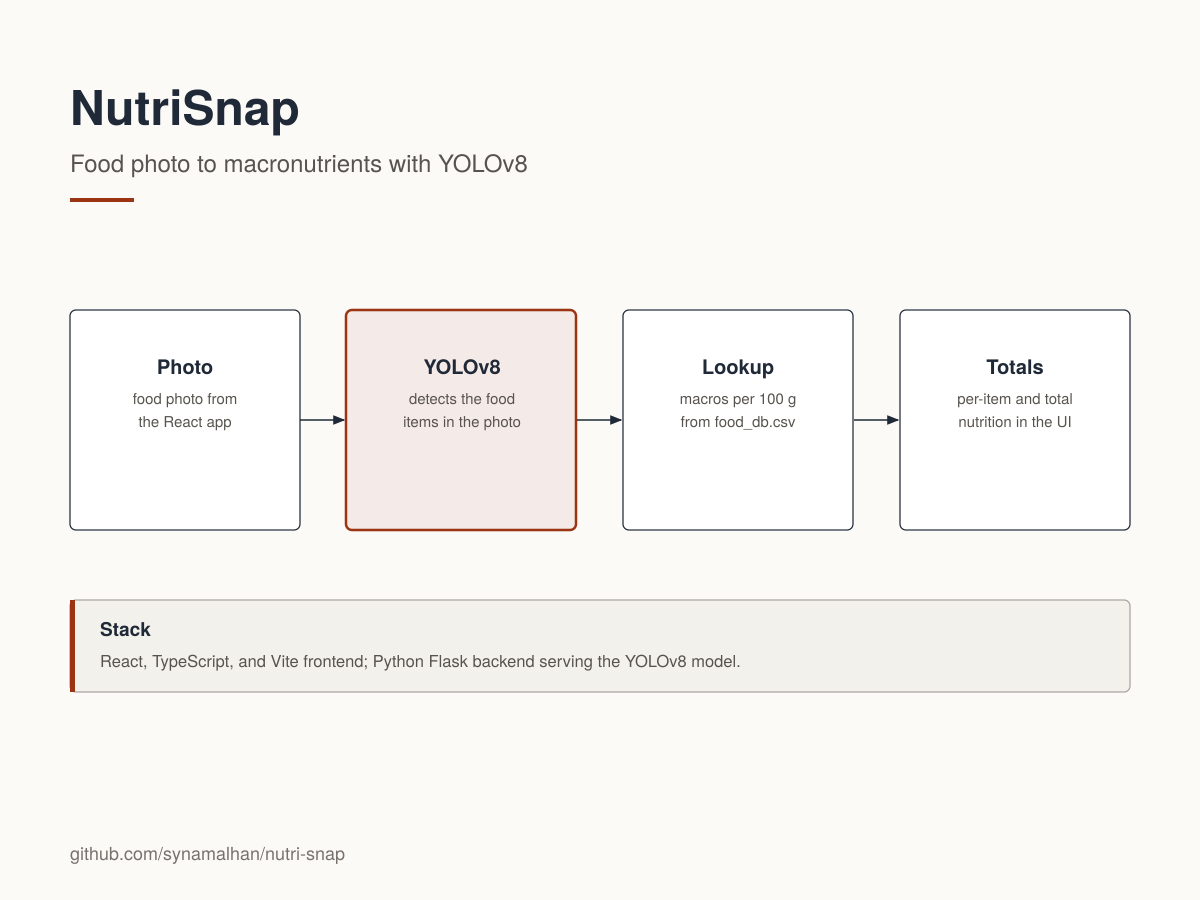 NutriSnap
Food photo to macronutrients with YOLOv8
Photo
food photo from
the React app
YOLOv8
detects the food
items in the photo
Lookup
macros per 100 g
from food_db.csv
Totals
per-item and total
nutrition in the UI
Stack
React, TypeScript, and Vite frontend; Python Flask backend serving the YOLOv8 model.
github.com/synamalhan/nutri-snap